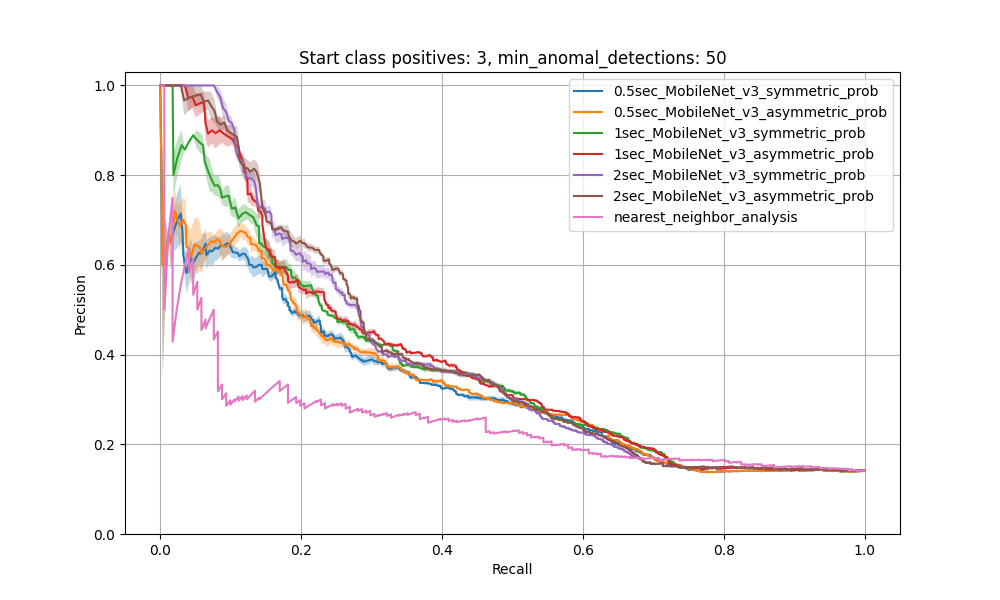 Start class positives: 3, min_anomal_detections: 50
1.0
0.8
0.6
0.4
0.2
0.0
Precision
0.5sec_MobileNet_v3_symmetric_prob
0.5sec_MobileNet_v3_asymmetric_prob
1sec_MobileNet_v3_symmetric_prob
1sec_MobileNet_v3_asymmetric_prob
2sec_MobileNet_v3_symmetric_prob
2sec_MobileNet_v3_asymmetric_prob
nearest_neighbor_analysis
0.0 0.2 0.4 0.6 0.8 1.0
Recall